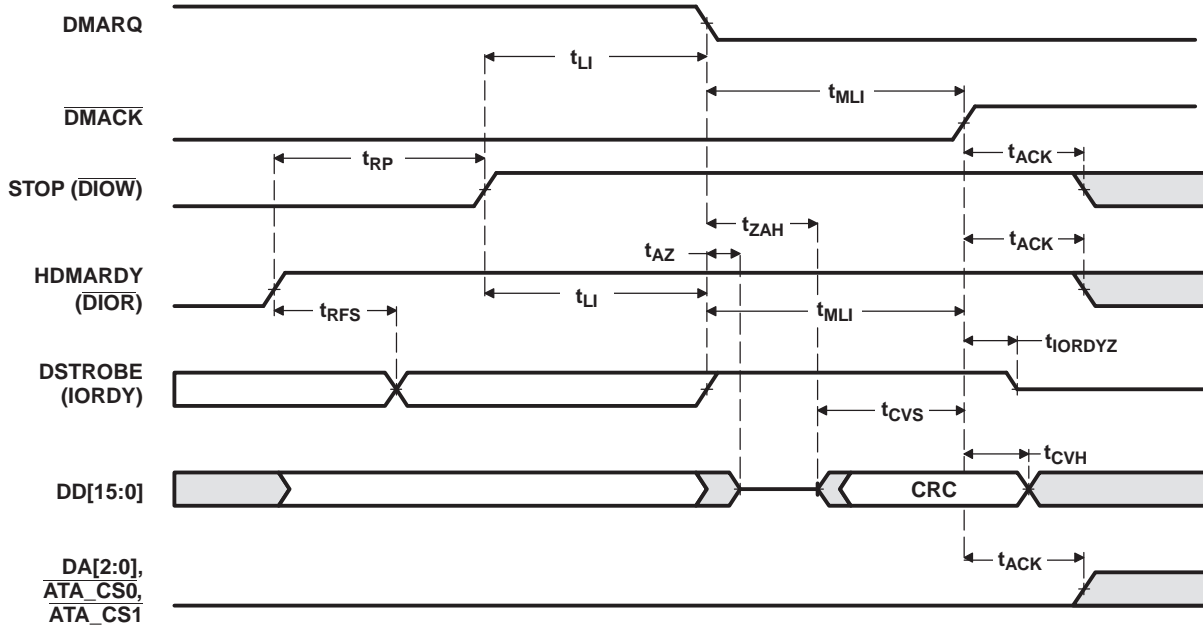 DMARQ
tLI
tMLI
DMACK
tRP
tACK
STOP (DIOW)
tZAH
tAZ
tACK
HDMARDY
(DIOR)
tRFS
tLI
tMLI
tIORDYZ
DSTROBE
(IORDY)
tCVS
tCVH
DD[15:0]
CRC
DA[2:0],
ATA_CS0,
ATA_CS1
tACK